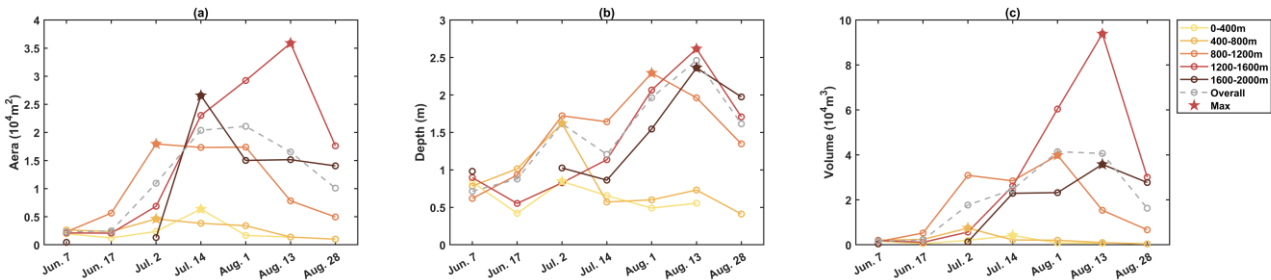 (a)
Aera (10⁴m²)
4
3.5
3
2.5
2
1.5
1
0.5
0
Jun. 7
Jun. 17
Jul. 2
Jul. 14
Aug. 1
Aug. 13
Aug. 28
(b)
Depth (m)
3
2.5
2
1.5
1
0.5
0
Jun. 7
Jun. 17
Jul. 2
Jul. 14
Aug. 1
Aug. 13
Aug. 28
(c)
Volume (10⁴m³)
10
8
6
4
2
0
Jun. 7
Jun. 17
Jul. 2
Jul. 14
Aug. 1
Aug. 13
Aug. 28
0-400m
400-800m
800-1200m
1200-1600m
1600-2000m
Overall
Max